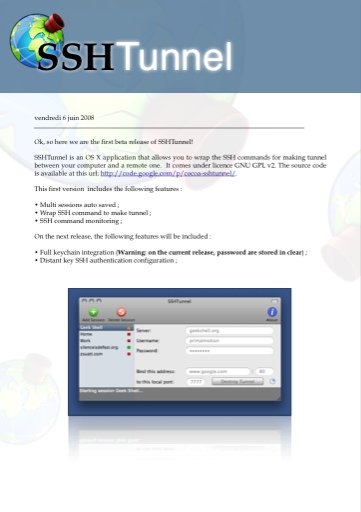 SSHTunnel
vendredi 6 juin 2008
Ok, so here we are the first beta release of SSHTunnel!
SSHTunnel is an OS X application that allows you to wrap the SSH commands for making tunnel
between your computer and a remote one. It comes under licence GNU GPL v2. The source code
is available at this url: http://code.google.com/p/cocoa-sshtunnel/.
This first version includes the following features :
• Multi sessions auto saved ;
• Wrap SSH command to make tunnel ;
• SSH command monitoring ;
On the next release, the following features will be included :
• Full keychain integration (Warning: on the current release, password are stored in clear) ;
• Distant key SSH authentication configuration ;
SSHTunnel
Add Session Delete Session About
Geek Shell
Home
Work
Server: geekshell.org
Username:
Password:
Bind this address: www.google.com : 80
to this local port: 7777
Starting session Geek Shell...